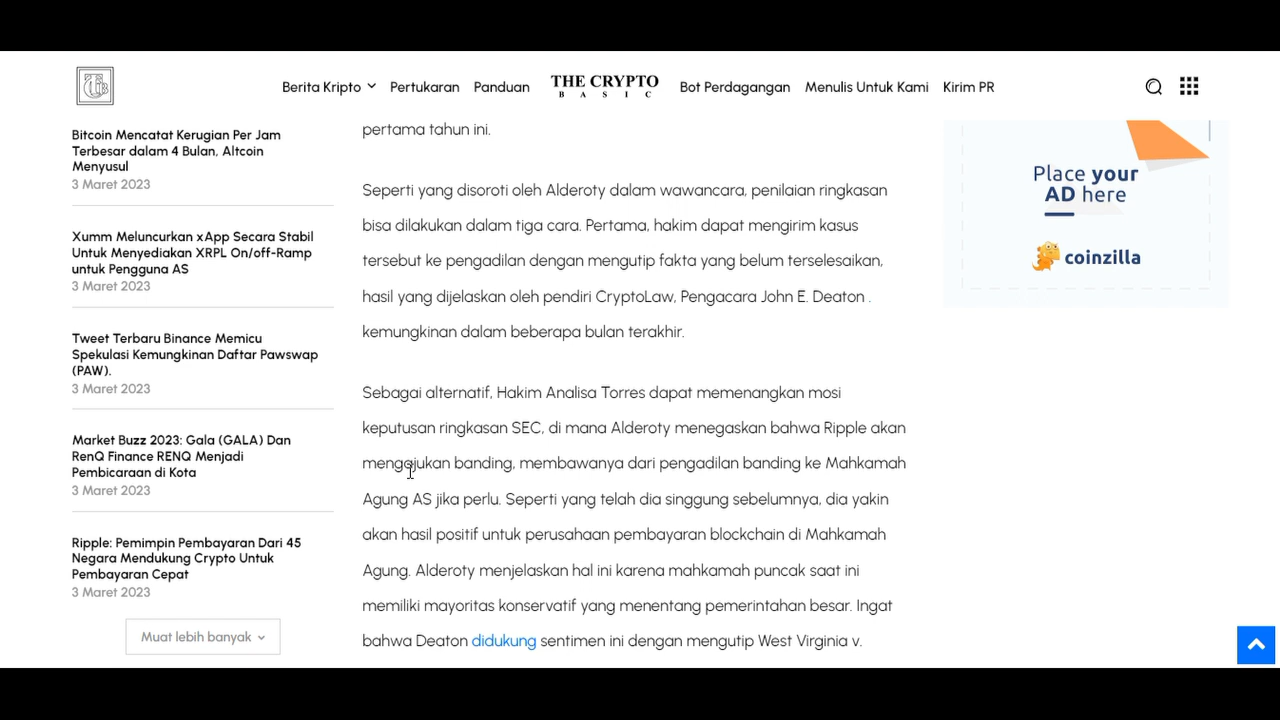 Berita Kripto
Pertukaran
Panduan
THE CRYPTO
BASIC
Bot Perdagangan
Menulis Untuk Kami
Kirim PR
Bitcoin Mencatat Kerugian Per Jam
Terbesar dalam 4 Bulan, Altcoin
Menyusul
3 Maret 2023
Xumm Meluncurkan xApp Secara Stabil
Untuk Menyediakan XRPL On/off-Ramp
untuk Pengguna AS
3 Maret 2023
Tweet Terbaru Binance Memicu
Spekulasi Kemungkinan Daftar Pawswap
(PAW).
3 Maret 2023
Market Buzz 2023: Gala (GALA) Dan
RenQ Finance RENQ Menjadi
Pembicaraan di Kota
3 Maret 2023
Ripple: Pemimpin Pembayaran Dari 45
Negara Mendukung Crypto Untuk
Pembayaran Cepat
3 Maret 2023
Muat lebih banyak
pertama tahun ini.
Seperti yang disoroti oleh Alderoty dalam wawancara, penilaian ringkasan
bisa dilakukan dalam tiga cara. Pertama, hakim dapat mengirim kasus
tersebut ke pengadilan dengan mengutip fakta yang belum terselesaikan,
hasil yang dijelaskan oleh pendiri CryptoLaw, Pengacara John E. Deaton .
kemungkinan dalam beberapa bulan terakhir.
Sebagai alternatif, Hakim Analisa Torres dapat memenangkan mosi
keputusan ringkasan SEC, di mana Alderoty menegaskan bahwa Ripple akan
mengajukan banding, membawanya dari pengadilan banding ke Mahkamah
Agung AS jika perlu. Seperti yang telah dia singgung sebelumnya, dia yakin
akan hasil positif untuk perusahaan pembayaran blockchain di Mahkamah
Agung. Alderoty menjelaskan hal ini karena mahkamah puncak saat ini
memiliki mayoritas konservatif yang menentang pemerintahan besar. Ingat
bahwa Deaton didukung sentimen ini dengan mengutip West Virginia v.
Place your
AD here
coinzilla